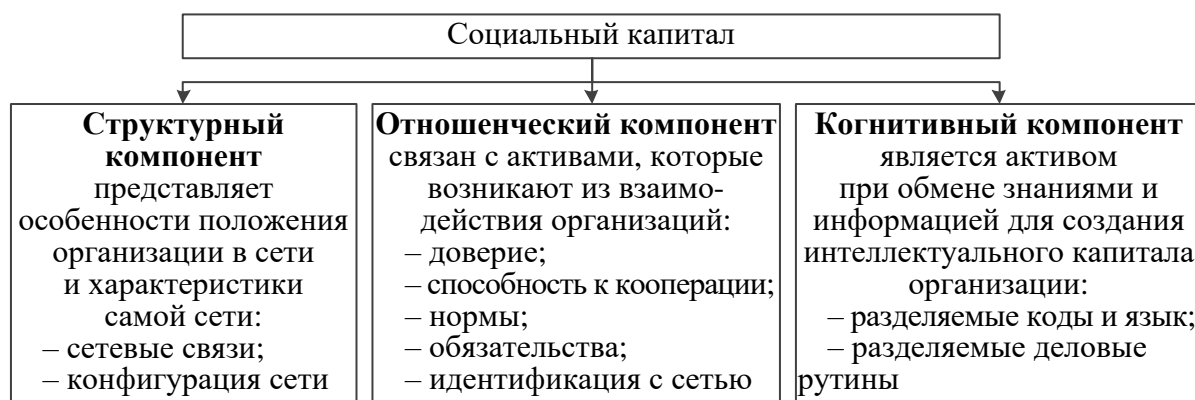 Социальный капитал
Структурный
компонент
представляет
особенности положения
организации в сети
и характеристики
самой сети:
– сетевые связи;
– конфигурация сети
Отношенческий компонент
связан с активами, которые
возникают из взаимо-
действия организаций:
– доверие;
– способность к кооперации;
– нормы;
– обязательства;
– идентификация с сетью
Когнитивный компонент
является активом
при обмене знаниями и
информацией для создания
интеллектуального капитала
организации:
– разделяемые коды и язык;
– разделяемые деловые
рутины